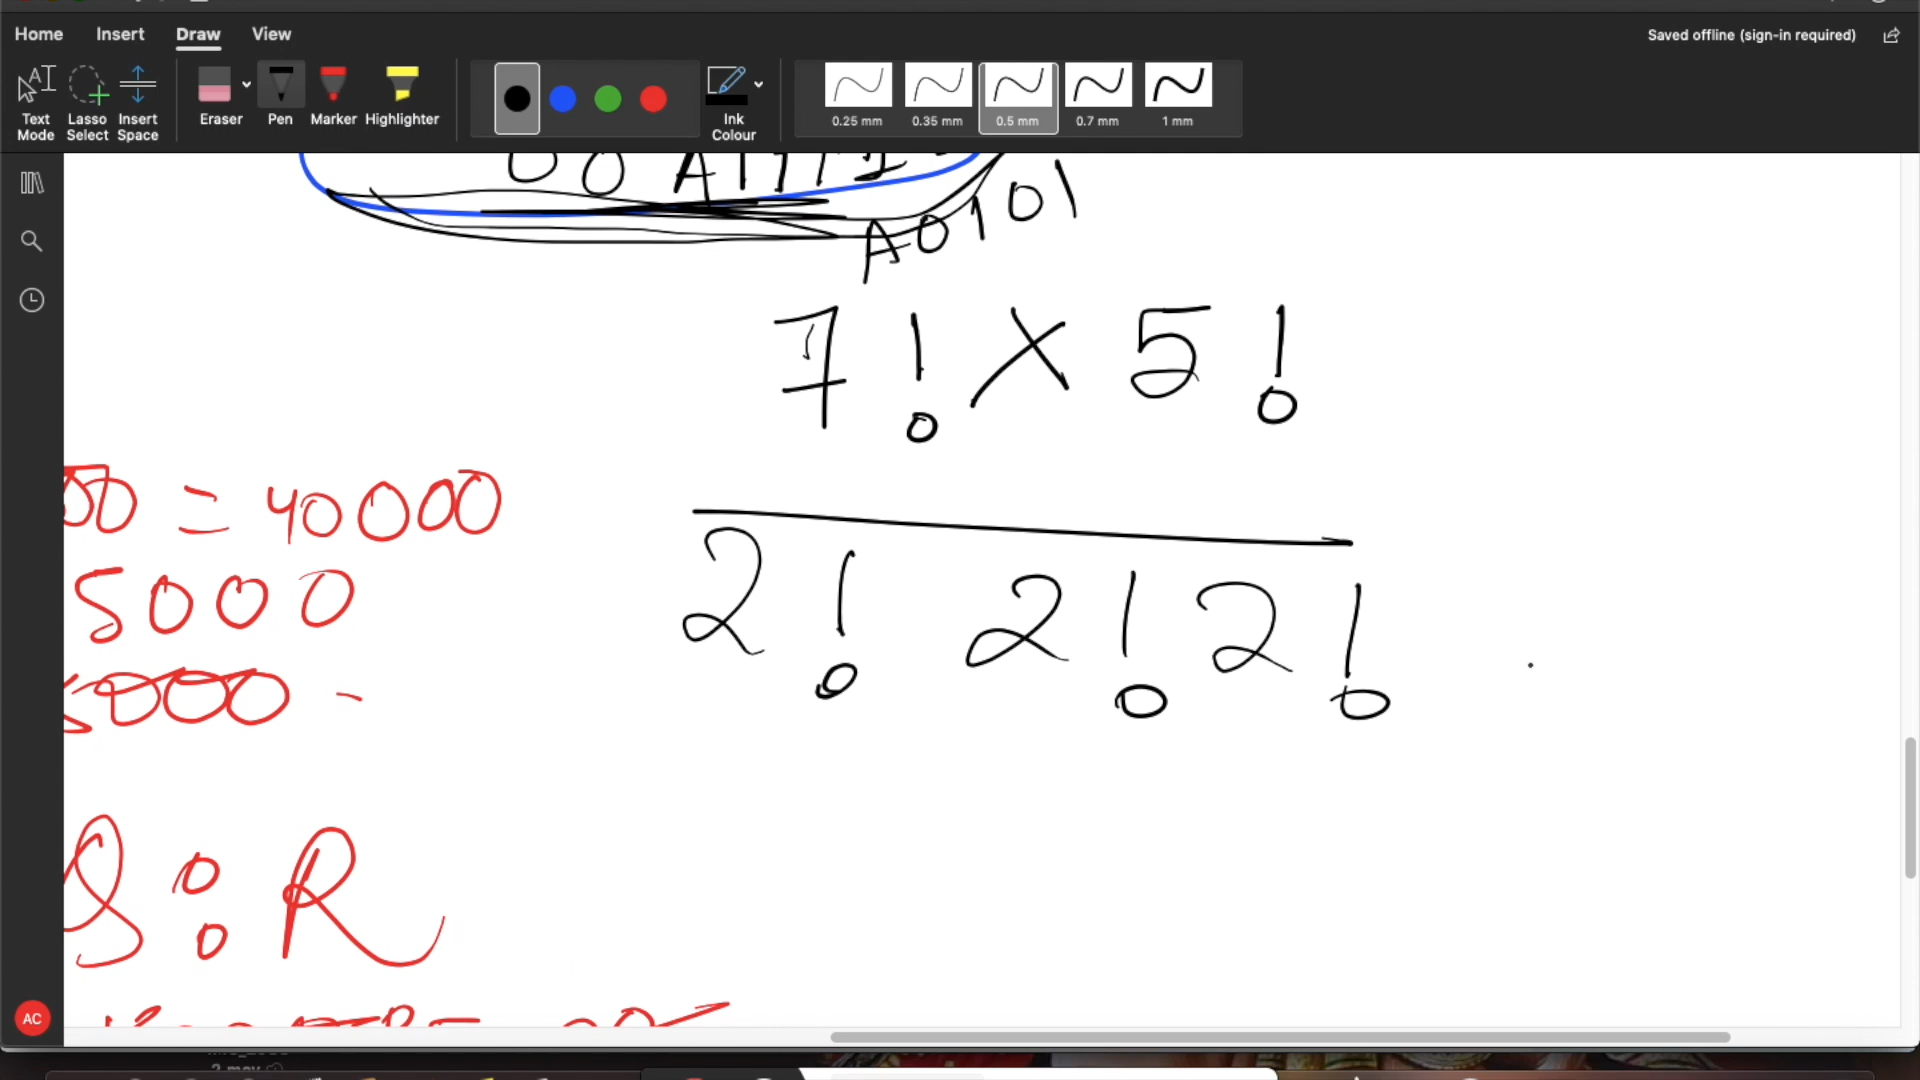 Home Insert Draw View
Saved offline (sign-in required)
Text Mode
Lasso Select
Insert Space
Eraser
Pen
Marker
Highlighter
Ink Colour
0.25 mm
0.35 mm
0.5 mm
0.7 mm
1 mm
A0101
7! X 5!
2! 2! 2!
00 = 40000
5000
5000 -
S : R
AC